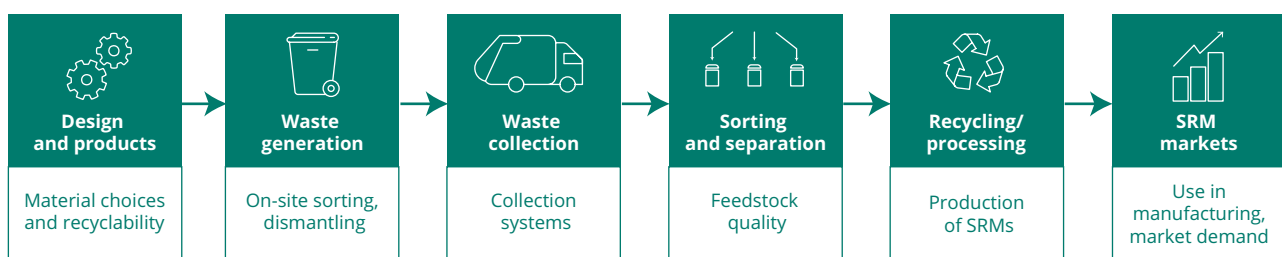 Design
and products
Material choices
and recyclability
Waste
generation
On-site sorting,
dismantling
Waste
collection
Collection
systems
Sorting
and separation
Feedstock
quality
Recycling/
processing
Production
of SRMs
SRM
markets
Use in
manufacturing,
market demand